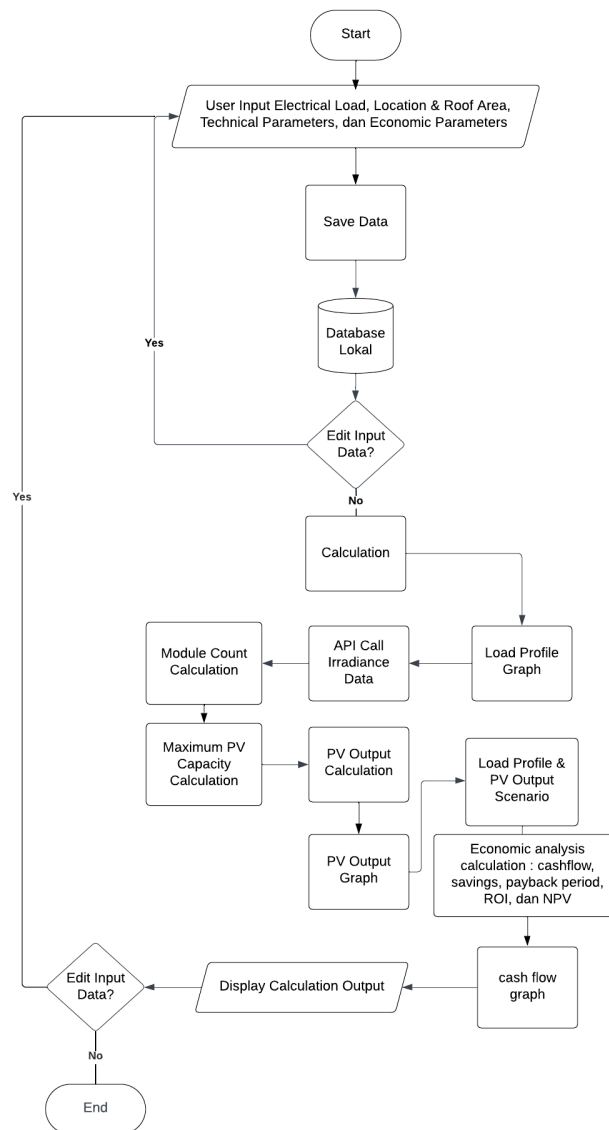 Start
User Input Electrical Load, Location & Roof Area,
Technical Parameters, dan Economic Parameters
Save Data
Database
Lokal
Yes
Edit Input
Data?
Yes
No
Calculation
Load Profile
Graph
API Call
Irradiance
Data
Module Count
Calculation
Maximum PV
Capacity
Calculation
PV Output
Calculation
PV Output
Graph
Load Profile &
PV Output
Scenario
Economic analysis
calculation : cashflow,
savings, payback period,
ROI, dan NPV
cash flow
graph
Display Calculation Output
Edit Input
Data?
No
End